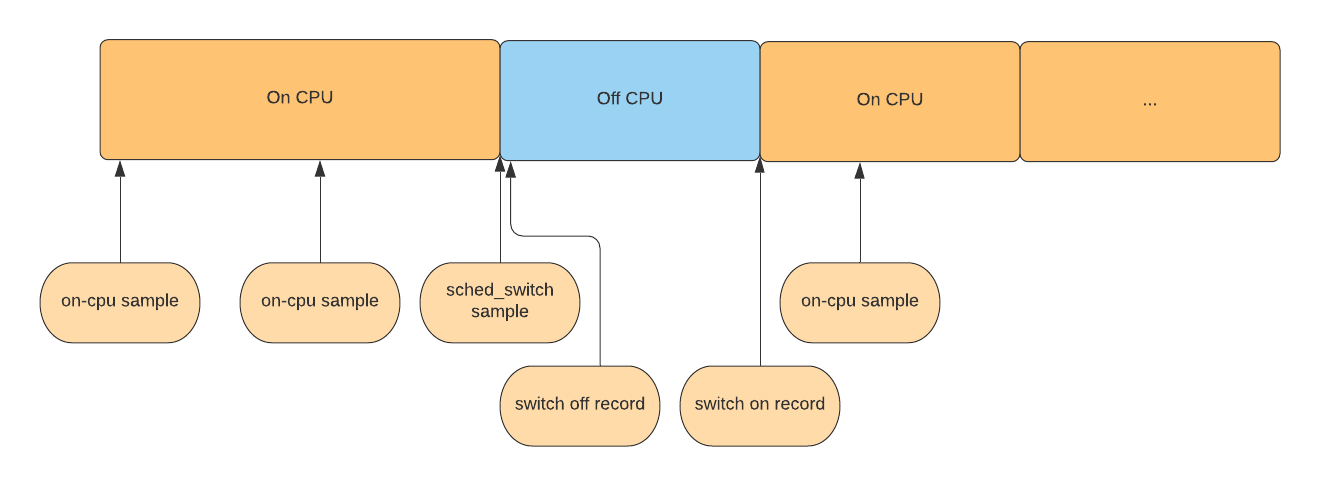 On CPU
Off CPU
On CPU
...
on-cpu sample
on-cpu sample
sched_switch
sample
on-cpu sample
switch off record
switch on record